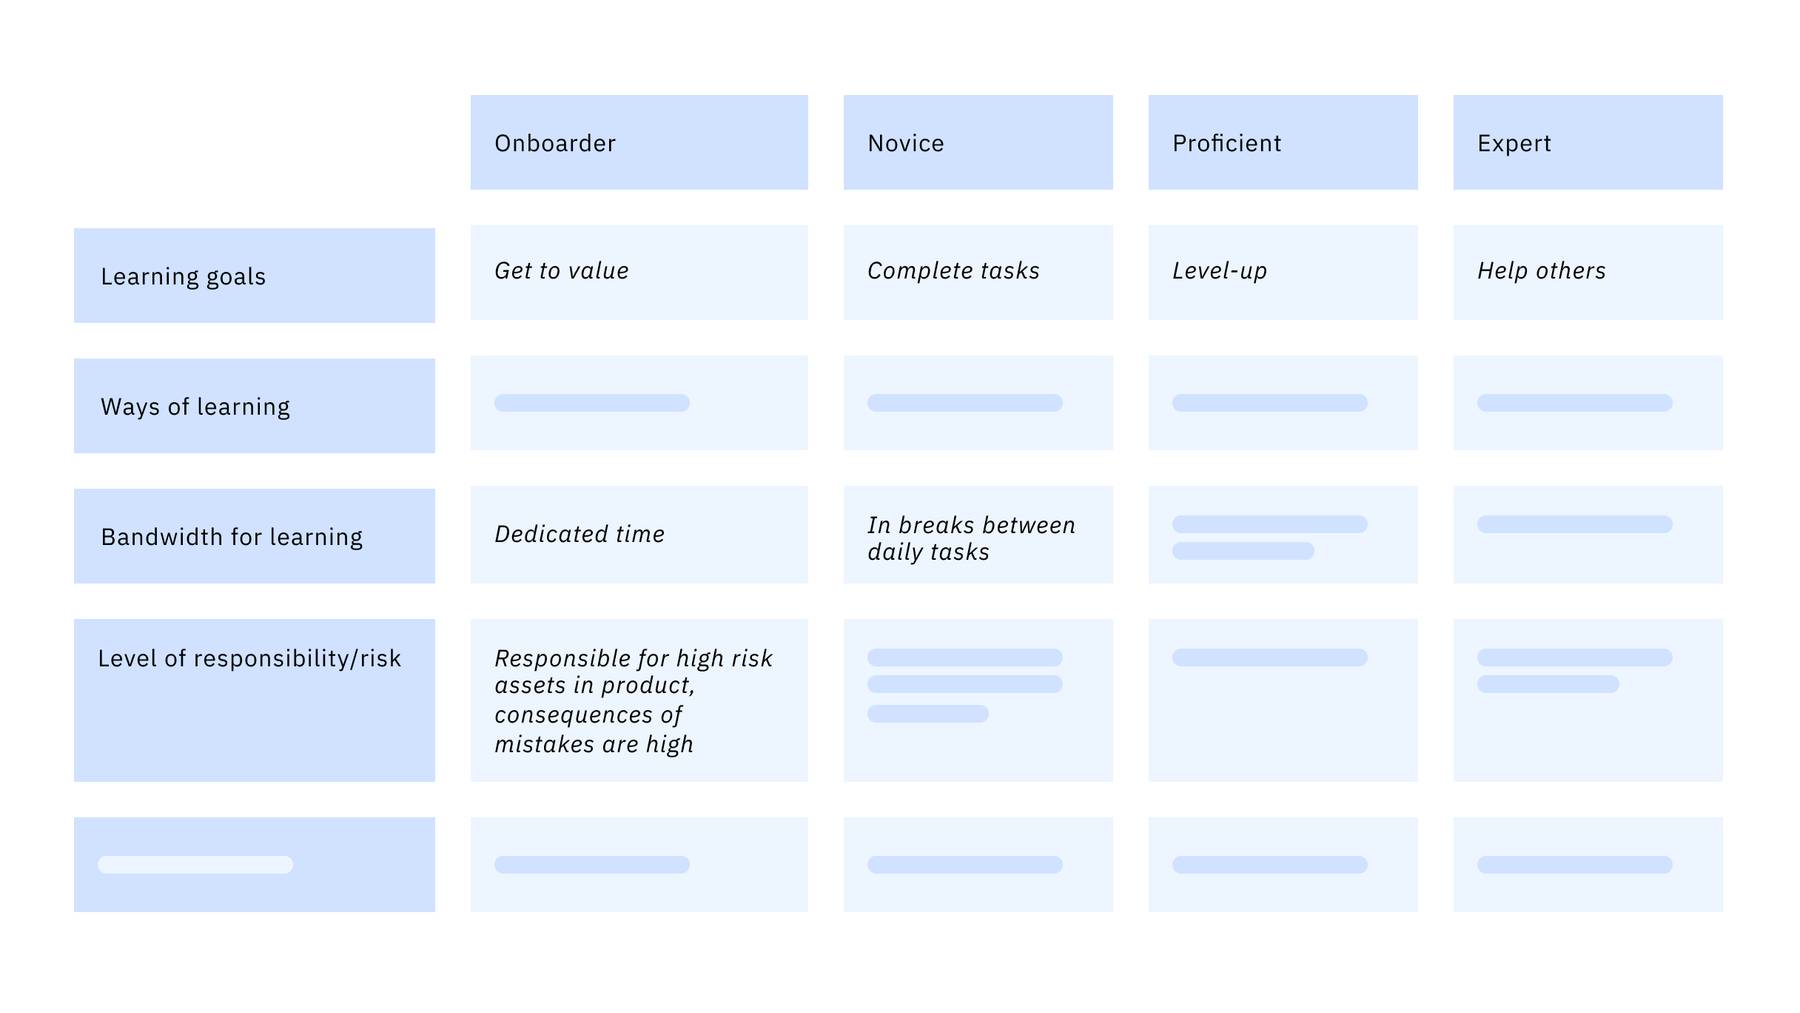 Onboarder
Novice
Proficient
Expert
Learning goals
Get to value
Complete tasks
Level-up
Help others
Ways of learning
Bandwidth for learning
Dedicated time
In breaks between
daily tasks
Level of responsibility/risk
Responsible for high risk
assets in product,
consequences of
mistakes are high